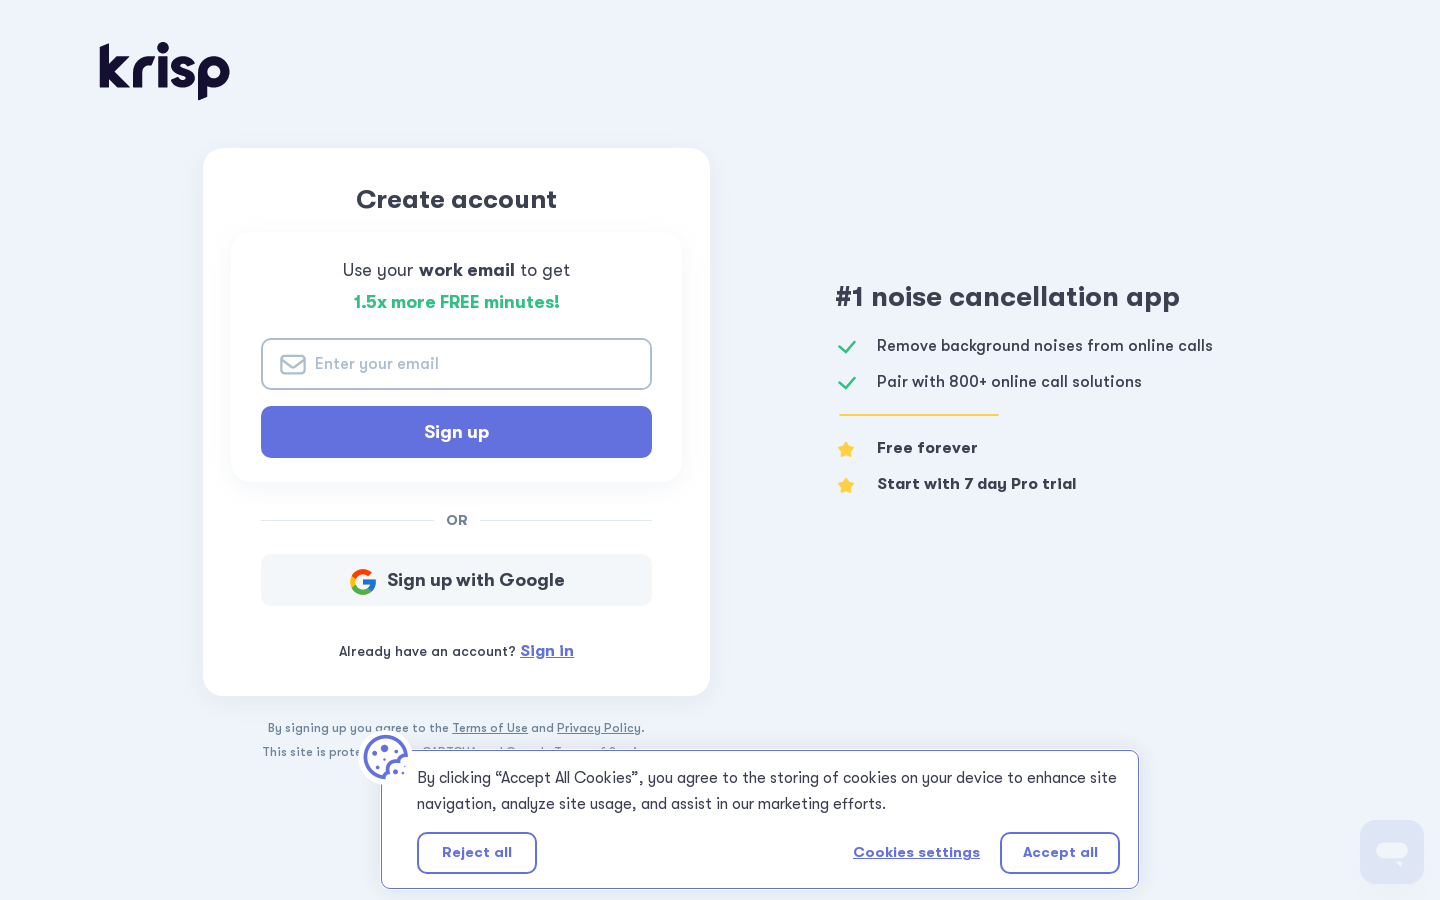 krisp
Create account
Use your work email to get
1.5x more FREE minutes!
Enter your email
Sign up
OR
Sign up with Google
Already have an account? Sign in
By signing up you agree to the Terms of Use and Privacy Policy.
This site is
#1 noise cancellation app
Remove background noises from online calls
Pair with 800+ online call solutions
Free forever
Start with 7 day Pro trial
By clicking “Accept All Cookies”, you agree to the storing of cookies on your device to enhance site
navigation, analyze site usage, and assist in our marketing efforts.
Reject all
Cookies settings
Accept all